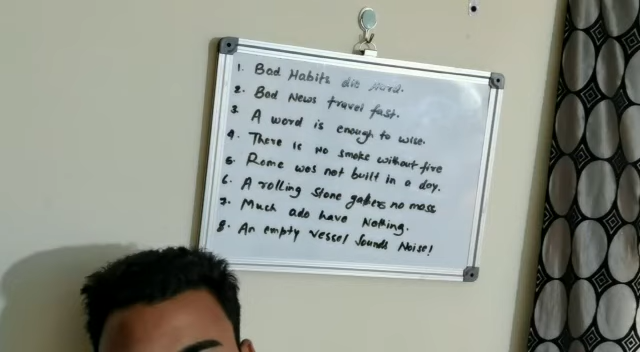 1. Bad Habits die Hard.
2. Bad News travel fast.
3. A word is enough to wise.
4. There is No smoke without fire
5. Rome was not built in a day.
6. A rolling Stone gathers no moss
7. Much ado have Nothing.
8. An empty vessel Sounds Noise!